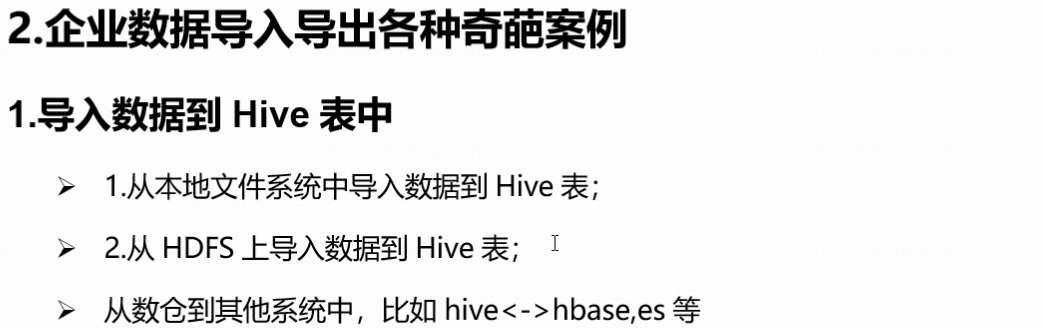 2.企业数据导入导出各种奇葩案例
1.导入数据到 Hive 表中
➢ 1.从本地文件系统中导入数据到 Hive 表；
➢ 2.从 HDFS 上导入数据到 Hive 表；
➢ 从数仓到其他系统中，比如 hive<->hbase,es 等